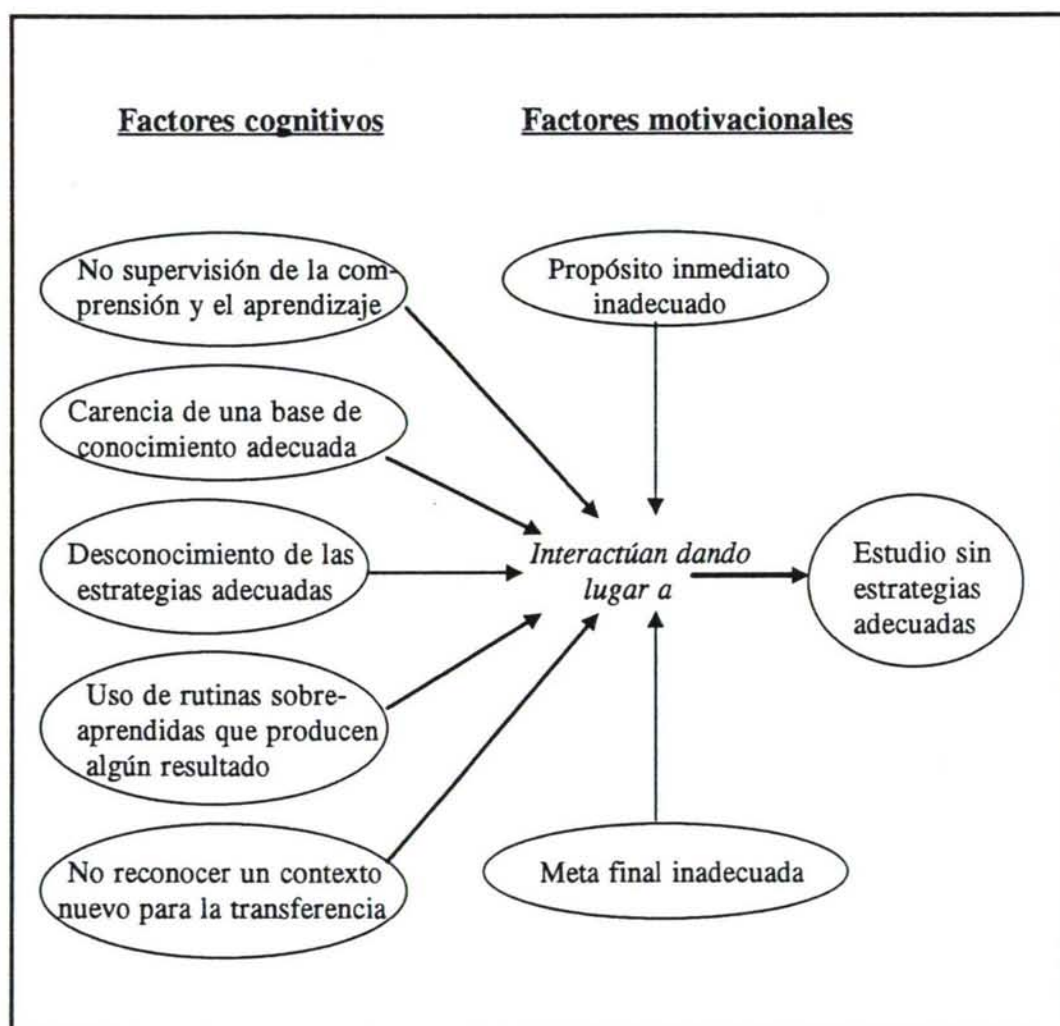 Factores cognitivos
Factores motivacionales
No supervisión de la com-
prensión y el aprendizaje
Propósito inmediato
inadecuado
Carencia de una base de
conocimiento adecuada
Desconocimiento de las
estrategias adecuadas
Interactúan dando
lugar a
Estudio sin
estrategias
adecuadas
Uso de rutinas sobre-
aprendidas que producen
algún resultado
No reconocer un contexto
nuevo para la transferencia
Meta final inadecuada